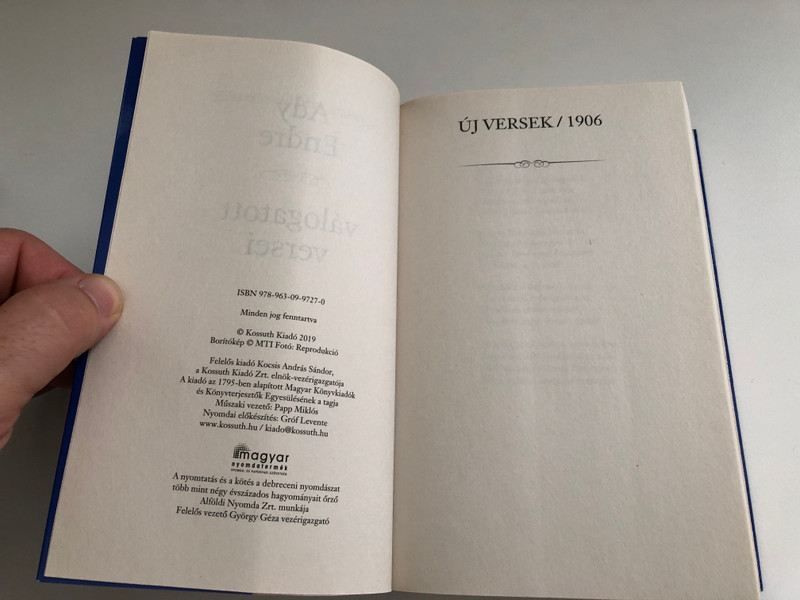 Ady
Endre
válogatott
versei
ISBN 978-963-09-9727-0
Minden jog fenntartva
© Kossuth Kiadó 2019
Borítókép © MTI Fotó: Reprodukció
Felelős kiadó Kocsis András Sándor,
a Kossuth Kiadó Zrt. elnök-vezérigazgatója
A kiadó az 1795-ben alapított Magyar Könyvkiadók
és Könyvterjesztők Egyesülésének a tagja
Műszaki vezető: Papp Miklós
Nyomdai előkészítés: Gróf Levente
www.kossuth.hu / kiado@kossuth.hu
magyar
nyomdatermék
A nyomtatás és a kötés a debreceni nyomdászat
több mint négy évszázados hagyományait őrző
Alföldi Nyomda Zrt. munkája
Felelős vezető György Géza vezérigazgató
ÚJ VERSEK / 1906